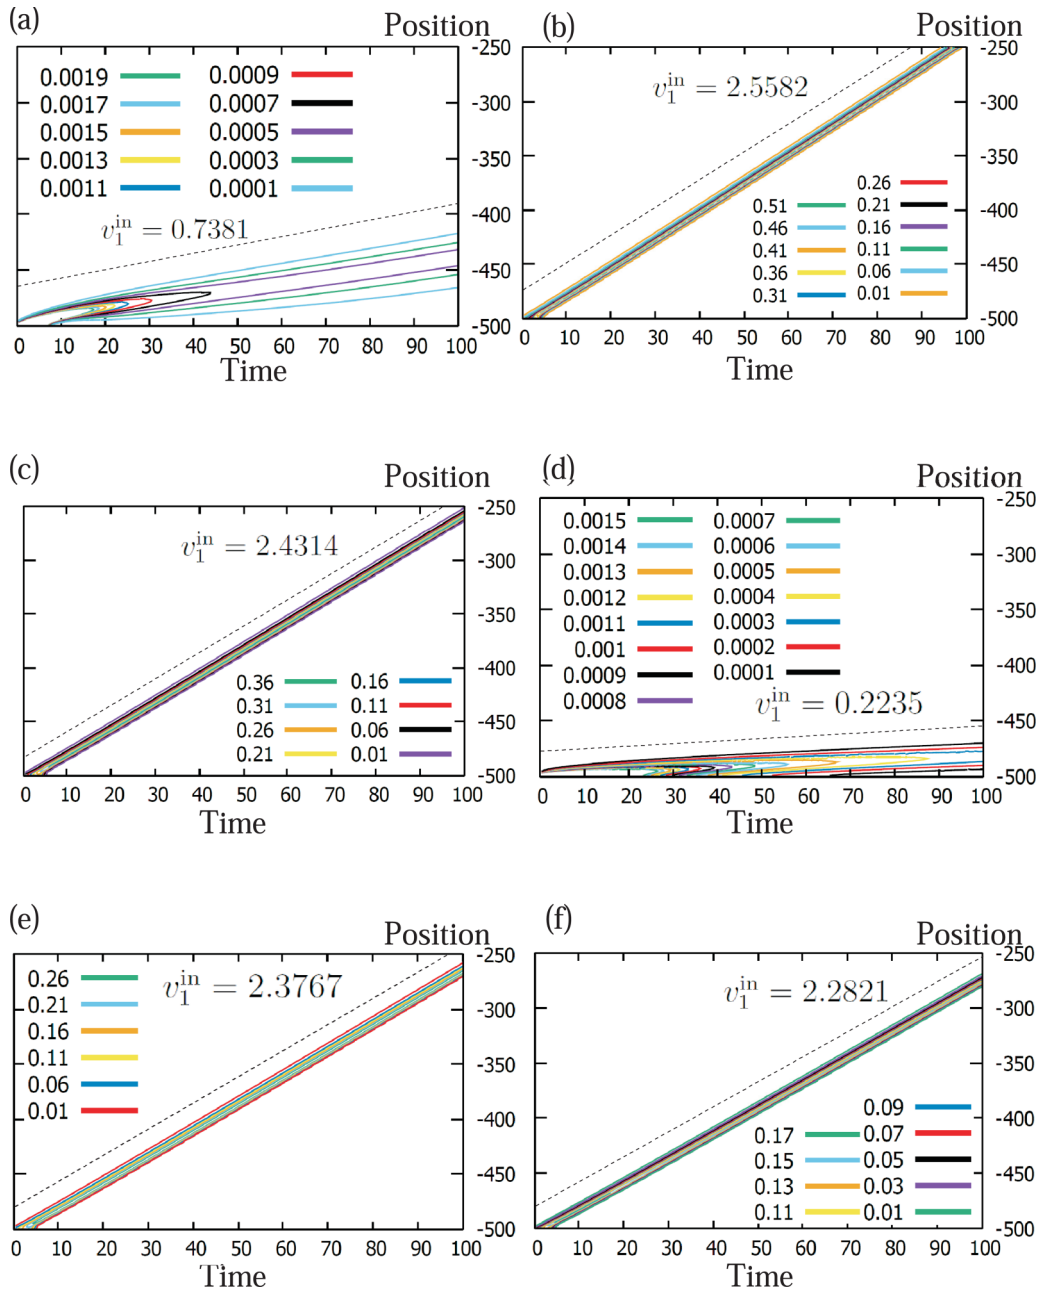 (a) Position
-250
-300
-350
-400
-450
-500
0.0019 0.0009
0.0017 0.0007
0.0015 0.0005
0.0013 0.0003
0.0011 0.0001
v₁ⁱⁿ = 0.7381
0 10 20 30 40 50 60 70 80 90 100
Time
(b) Position
-250
-300
-350
-400
-450
-500
v₁ⁱⁿ = 2.5582
0.26
0.51 0.21
0.46 0.16
0.41 0.11
0.36 0.06
0.31 0.01
0 10 20 30 40 50 60 70 80 90 100
Time
(c) Position
-250
-300
-350
-400
-450
-500
v₁ⁱⁿ = 2.4314
0.36 0.16
0.31 0.11
0.26 0.06
0.21 0.01
0 10 20 30 40 50 60 70 80 90 100
Time
(d) Position
-250
-300
-350
-400
-450
-500
0.0015 0.0007
0.0014 0.0006
0.0013 0.0005
0.0012 0.0004
0.0011 0.0003
0.001 0.0002
0.0009 0.0001
0.0008
v₁ⁱⁿ = 0.2235
0 10 20 30 40 50 60 70 80 90 100
Time
(e) Position
-250
-300
-350
-400
-450
-500
0.26
0.21
0.16
0.11
0.06
0.01
v₁ⁱⁿ = 2.3767
0 10 20 30 40 50 60 70 80 90 100
Time
(f) Position
-250
-300
-350
-400
-450
-500
v₁ⁱⁿ = 2.2821
0.09
0.17 0.07
0.15 0.05
0.13 0.03
0.11 0.01
0 10 20 30 40 50 60 70 80 90 100
Time